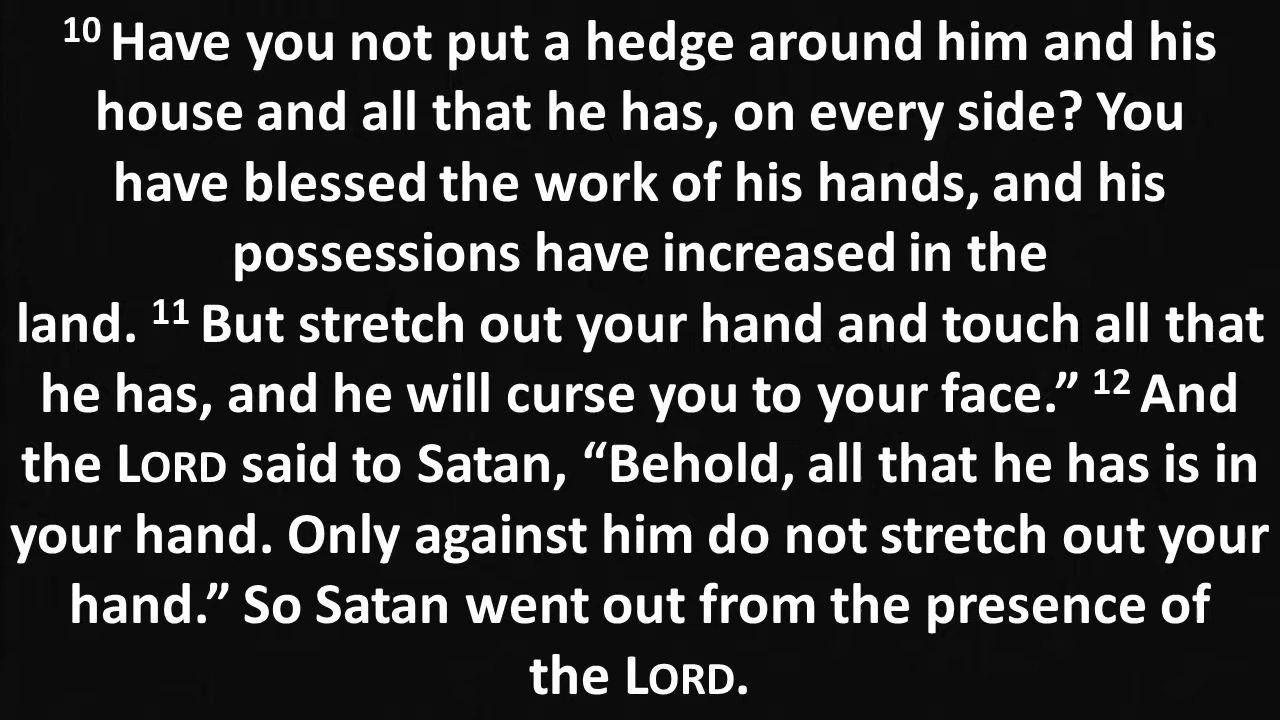 10 Have you not put a hedge around him and his
house and all that he has, on every side? You
have blessed the work of his hands, and his
possessions have increased in the
land. 11 But stretch out your hand and touch all that
he has, and he will curse you to your face.” 12 And
the LORD said to Satan, “Behold, all that he has is in
your hand. Only against him do not stretch out your
hand.” So Satan went out from the presence of
the LORD.